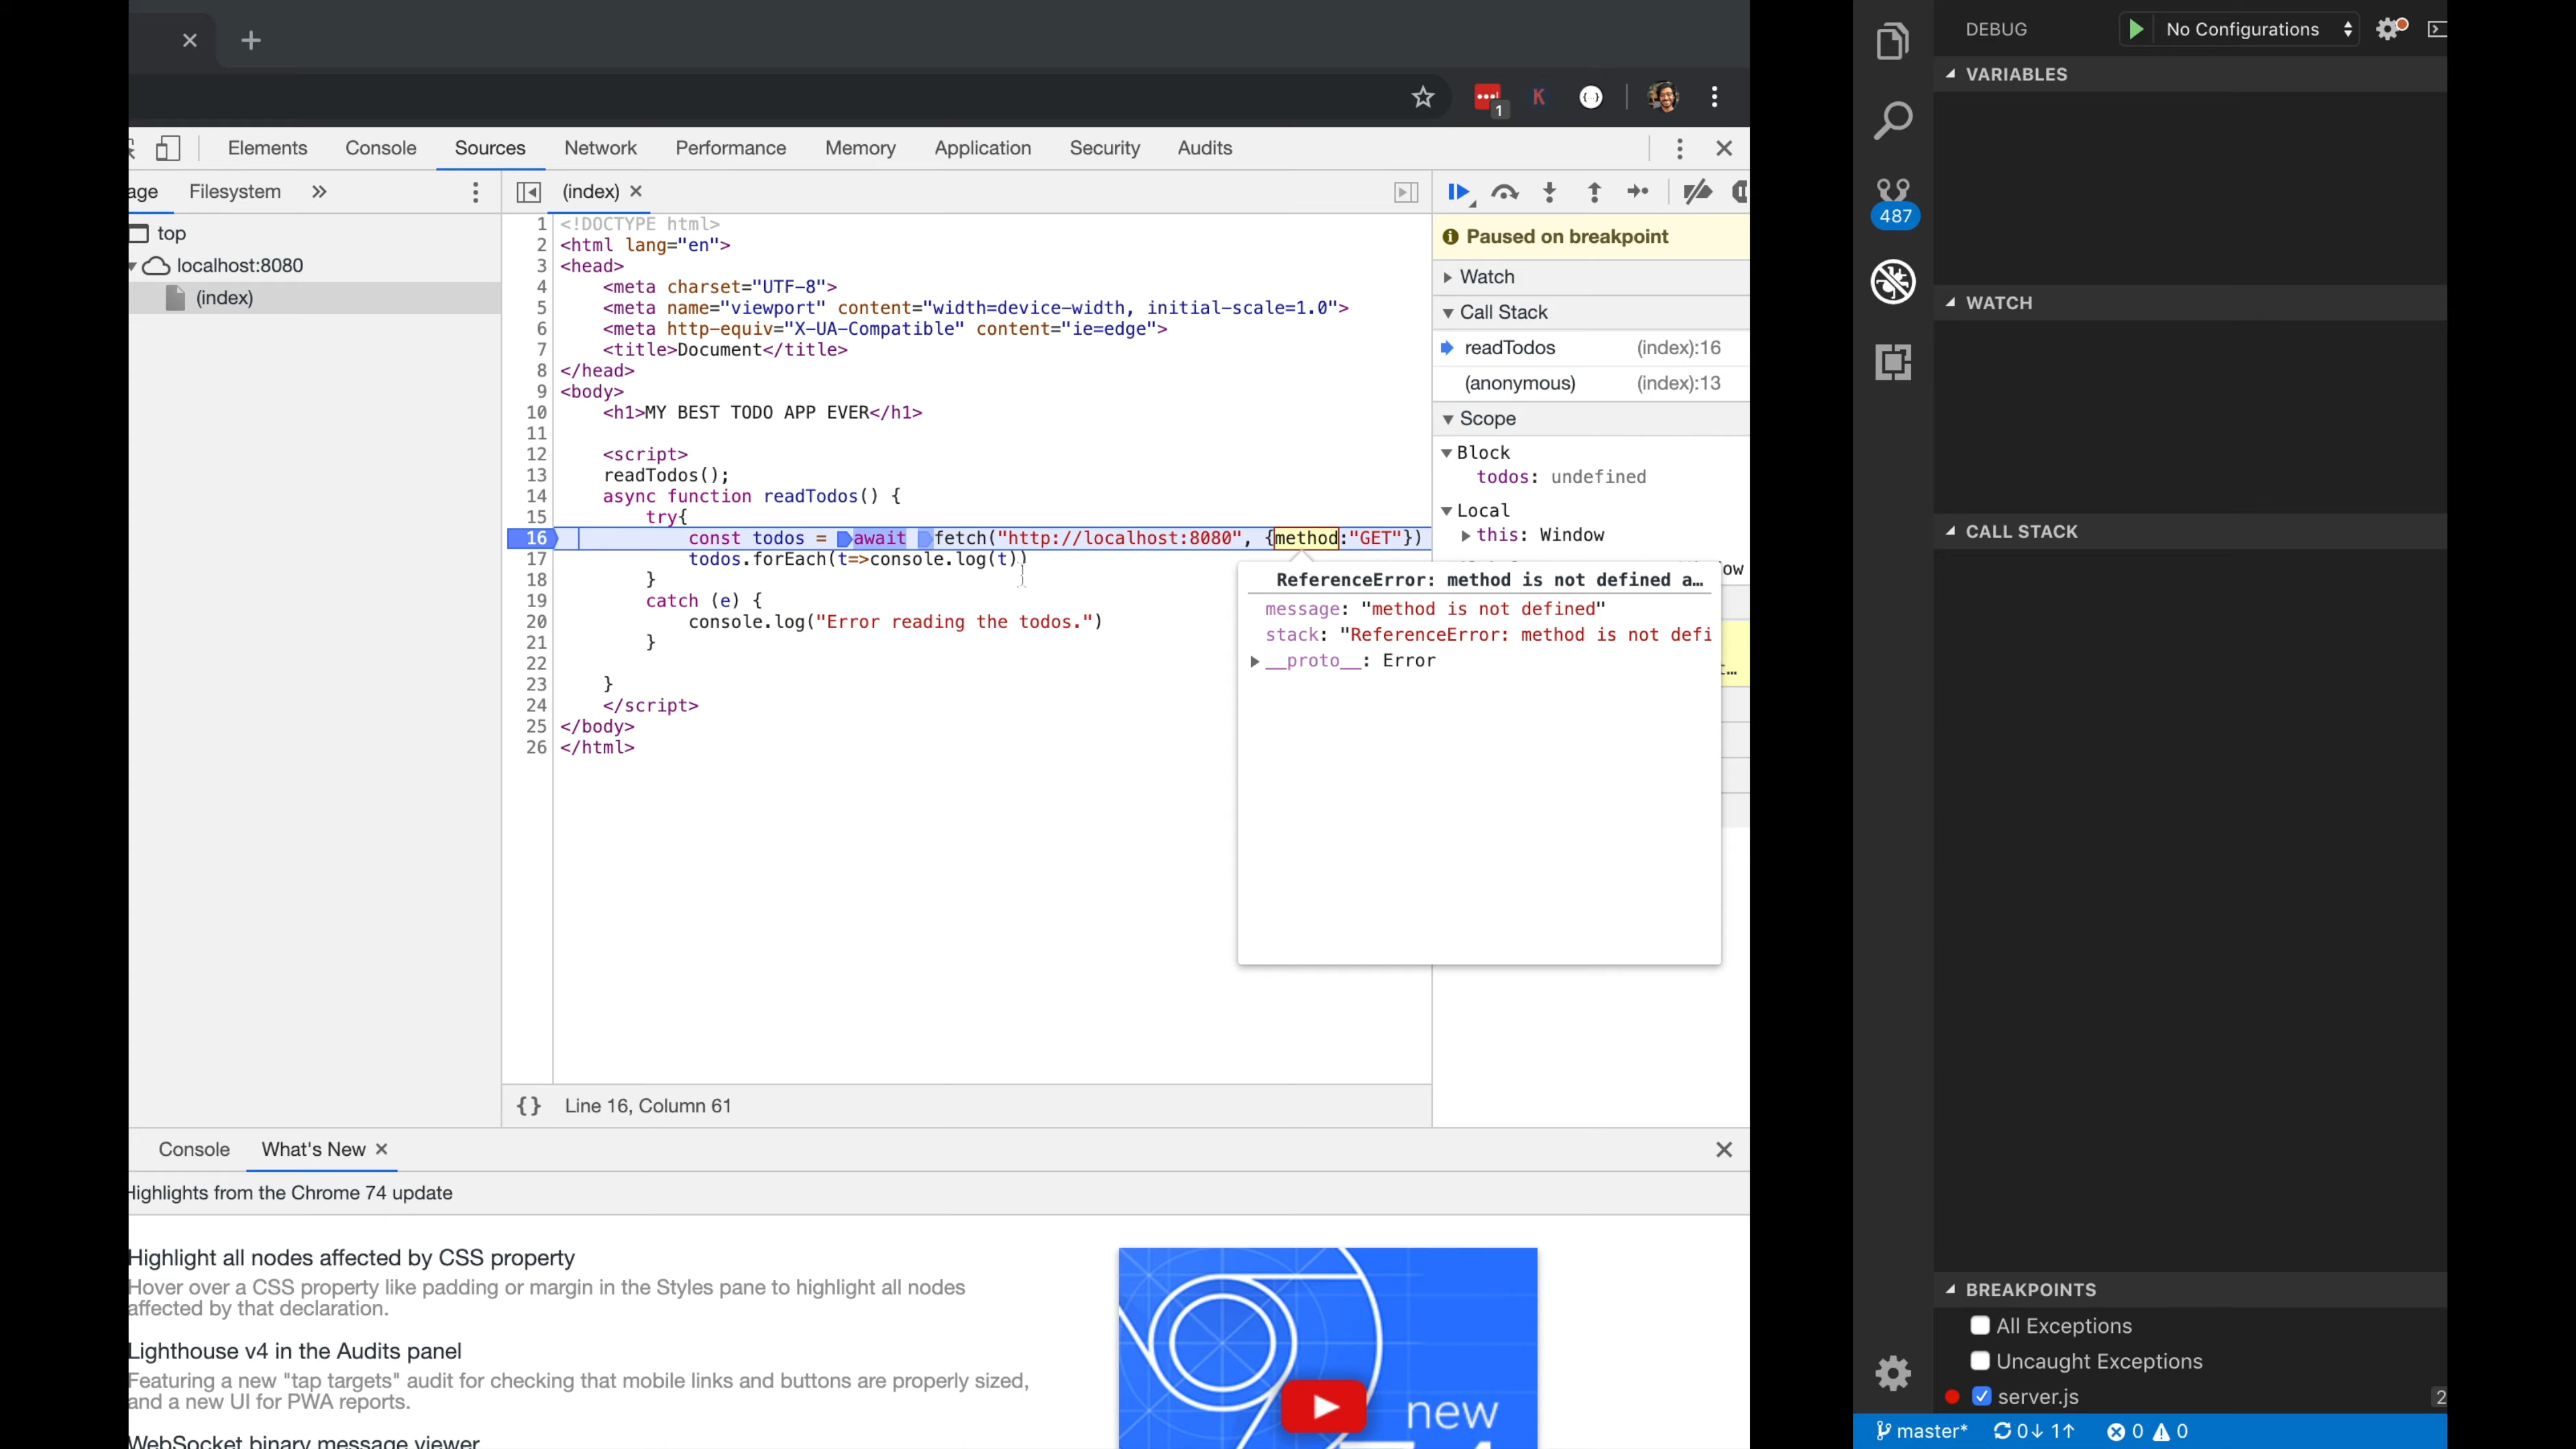 Elements Console Sources Network Performance Memory Application Security Audits
age Filesystem »
(index)
top
localhost:8080
(index)
1 <!DOCTYPE html>
2 <html lang="en">
3 <head>
4 <meta charset="UTF-8">
5 <meta name="viewport" content="width=device-width, initial-scale=1.0">
6 <meta http-equiv="X-UA-Compatible" content="ie=edge">
7 <title>Document</title>
8 </head>
9 <body>
10 <h1>MY BEST TODO APP EVER</h1>
11
12 <script>
13 readTodos();
14 async function readTodos() {
15 try{
16 const todos = await fetch("http://localhost:8080", {method:"GET"})
17 todos.forEach(t=>console.log(t))
18 }
19 catch (e) {
20 console.log("Error reading the todos.")
21 }
22
23 }
24 </script>
25 </body>
26 </html>
{} Line 16, Column 61
Paused on breakpoint
Watch
Call Stack
readTodos (index):16
(anonymous) (index):13
Scope
Block
todos: undefined
Local
this: Window
ow
ReferenceError: method is not defined a…
message: "method is not defined"
stack: "ReferenceError: method is not defi
__proto__: Error
Console What's New
Highlights from the Chrome 74 update
Highlight all nodes affected by CSS property
Hover over a CSS property like padding or margin in the Styles pane to highlight all nodes
affected by that declaration.
Lighthouse v4 in the Audits panel
Featuring a new "tap targets" audit for checking that mobile links and buttons are properly sized,
and a new UI for PWA reports.
WebSocket binary message viewer
new
1
K
DEBUG No Configurations
VARIABLES
487
WATCH
CALL STACK
BREAKPOINTS
All Exceptions
Uncaught Exceptions
server.js 2
master* 0↓ 1↑ 0 0